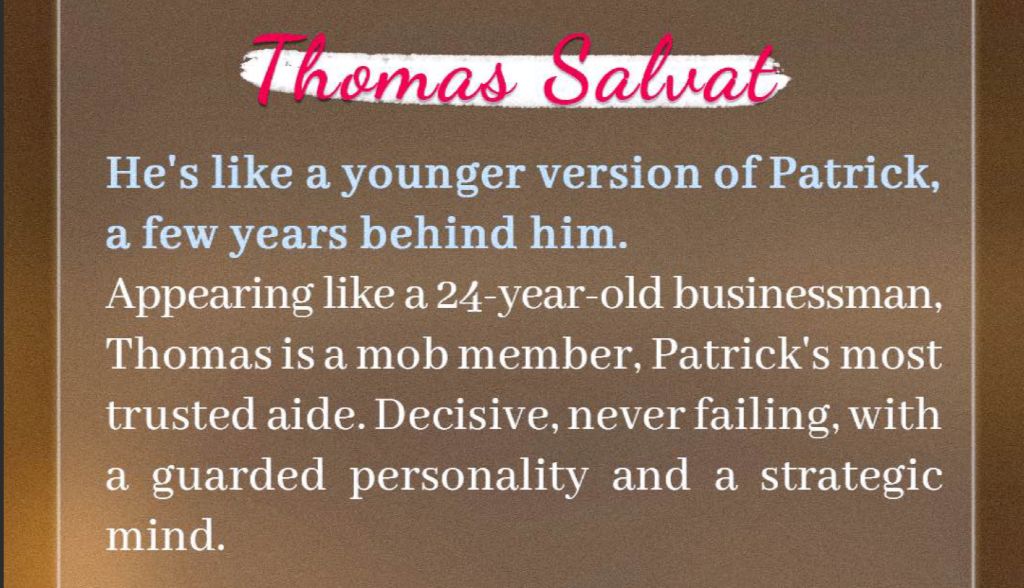 Thomas Salvat
He's like a younger version of Patrick,
a few years behind him.
Appearing like a 24-year-old businessman,
Thomas is a mob member, Patrick's most
trusted aide. Decisive, never failing, with
a guarded personality and a strategic
mind.